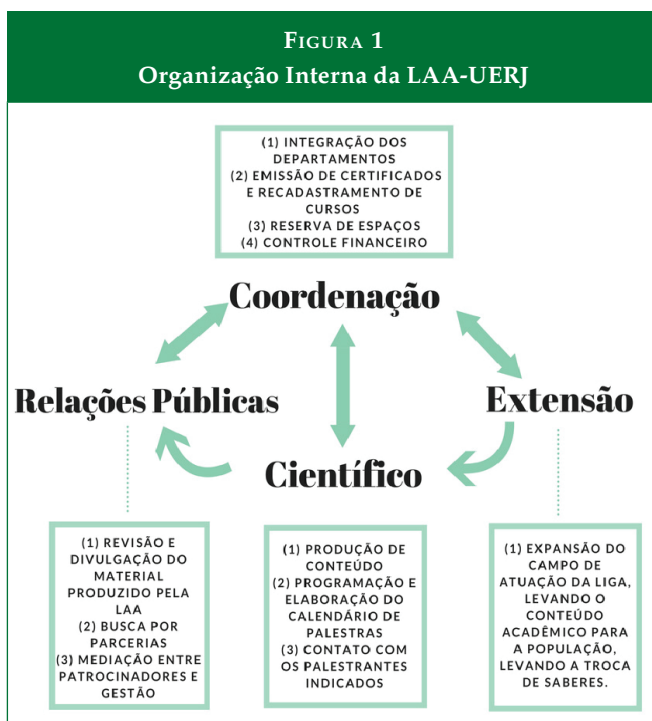 FIGURA 1
Organização Interna da LAA-UERJ
(1) INTEGRAÇÃO DOS
DEPARTAMENTOS
(2) EMISSÃO DE CERTIFICADOS
E RECADASTRAMENTO DE
CURSOS
(3) RESERVA DE ESPAÇOS
(4) CONTROLE FINANCEIRO
Coordenação
Relações Públicas
Extensão
Científico
(1) REVISÃO E
DIVULGAÇÃO DO
MATERIAL
PRODUZIDO PELA
LAA
(2) BUSCA POR
PARCERIAS
(3) MEDIAÇÃO ENTRE
PATROCINADORES E
GESTÃO
(1) PRODUÇÃO DE
CONTEÚDO
(2) PROGRAMAÇÃO E
ELABORAÇÃO DO
CALENDÁRIO DE
PALESTRAS
(3) CONTATO COM
OS PALESTRANTES
INDICADOS
(1) EXPANSÃO DO
CAMPO DE
ATUAÇÃO DA LIGA,
LEVANDO O
CONTEÚDO
ACADÊMICO PARA
A POPULAÇÃO,
LEVANDO A TROCA
DE SABERES.